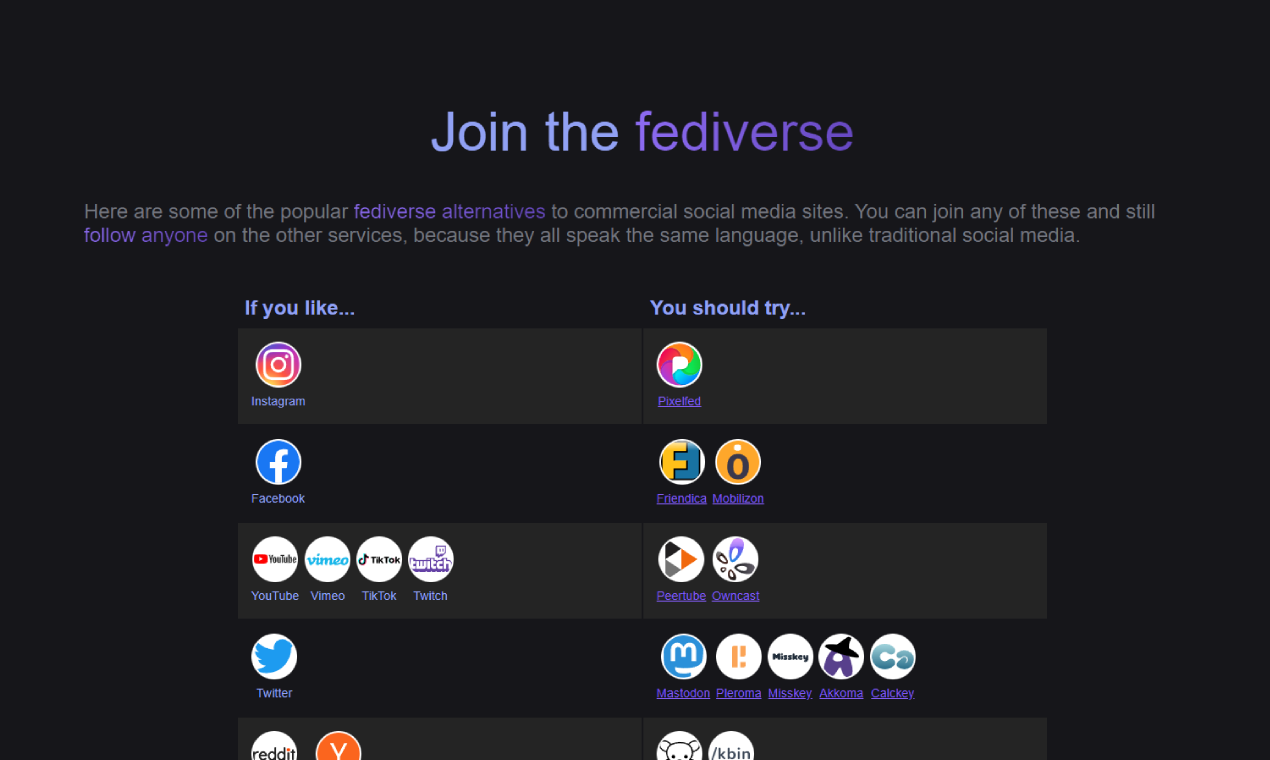 Join the fediverse
Here are some of the popular fediverse alternatives to commercial social media sites. You can join any of these and still
follow anyone on the other services, because they all speak the same language, unlike traditional social media.
If you like... You should try...
Instagram Pixelfed
Facebook Friendica Mobilizon
YouTube vimeo TikTok twitch
YouTube Vimeo TikTok Twitch Peertube Owncast
Misskey
Twitter Mastodon Pleroma Misskey Akkoma Calckey
reddit Y /kbin